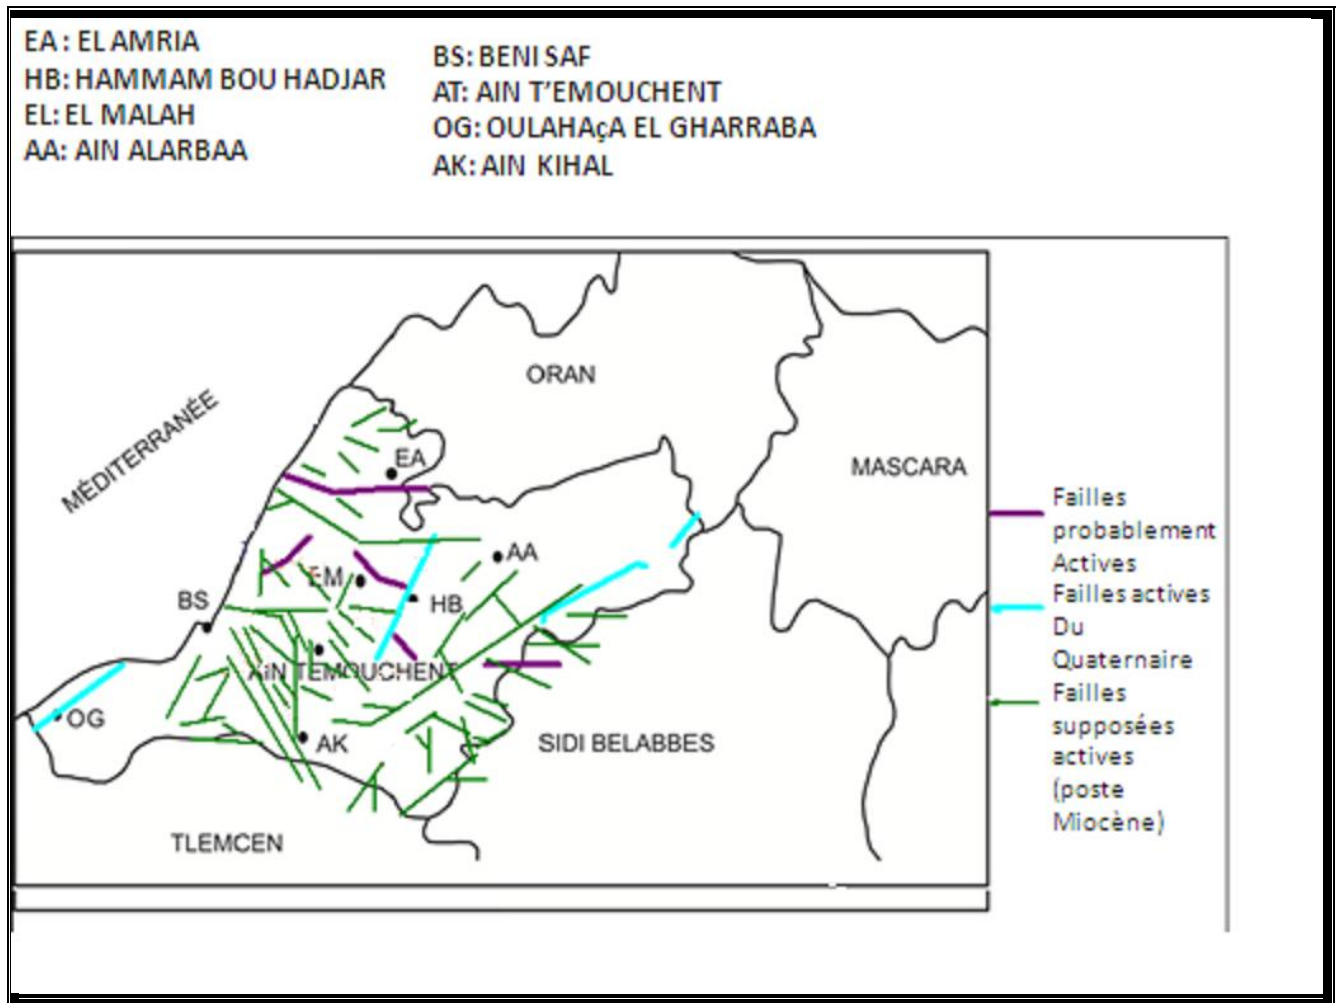 EA : EL AMRIA
HB: HAMMAM BOU HADJAR
EL: EL MALAH
AA: AIN ALARBAA
BS: BENI SAF
AT: AIN T’EMOUCHENT
OG: OULAHAçA EL GHARRABA
AK: AIN KIHAL
ORAN
MÉDITERRANÉE
EA
MASCARA
AA
EM
HB
BS
AIN TEMOUCHENT
OG
AK
SIDI BELABBES
TLEMCEN
Failles
probablement
Actives
Failles actives
Du
Quaternaire
Failles
supposées
actives
(poste
Miocène)